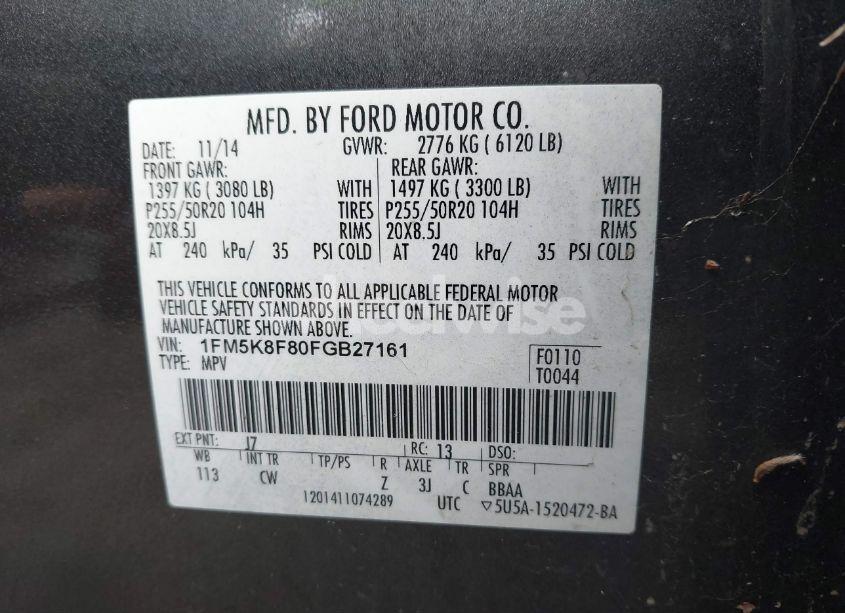 MFD. BY FORD MOTOR CO.
DATE: 11/14 GVWR: 2776 KG ( 6120 LB)
FRONT GAWR: REAR GAWR:
1397 KG ( 3080 LB) WITH 1497 KG ( 3300 LB) WITH
P255/50R20 104H TIRES P255/50R20 104H TIRES
20X8.5J RIMS 20X8.5J RIMS
AT 240 kPa/ 35 PSI COLD AT 240 kPa/ 35 PSI COLD
THIS VEHICLE CONFORMS TO ALL APPLICABLE FEDERAL MOTOR
VEHICLE SAFETY STANDARDS IN EFFECT ON THE DATE OF
MANUFACTURE SHOWN ABOVE.
VIN: 1FM5K8F80FGB27161 F0110
TYPE: MPV T0044
EXT PNT: J7 RC: 13 DSO:
WB INT TR TP/PS R AXLE TR SPR
113 CW Z 3J C BBAA
1201411074289 UTC ▽5U5A-1520472-BA